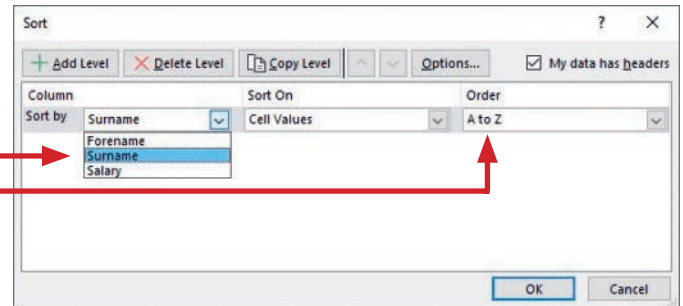 Sort ? ×
Add Level Delete Level Copy Level Options... My data has headers
Column Sort On Order
Sort by Surname Cell Values A to Z
Forename
Surname
Salary
OK Cancel